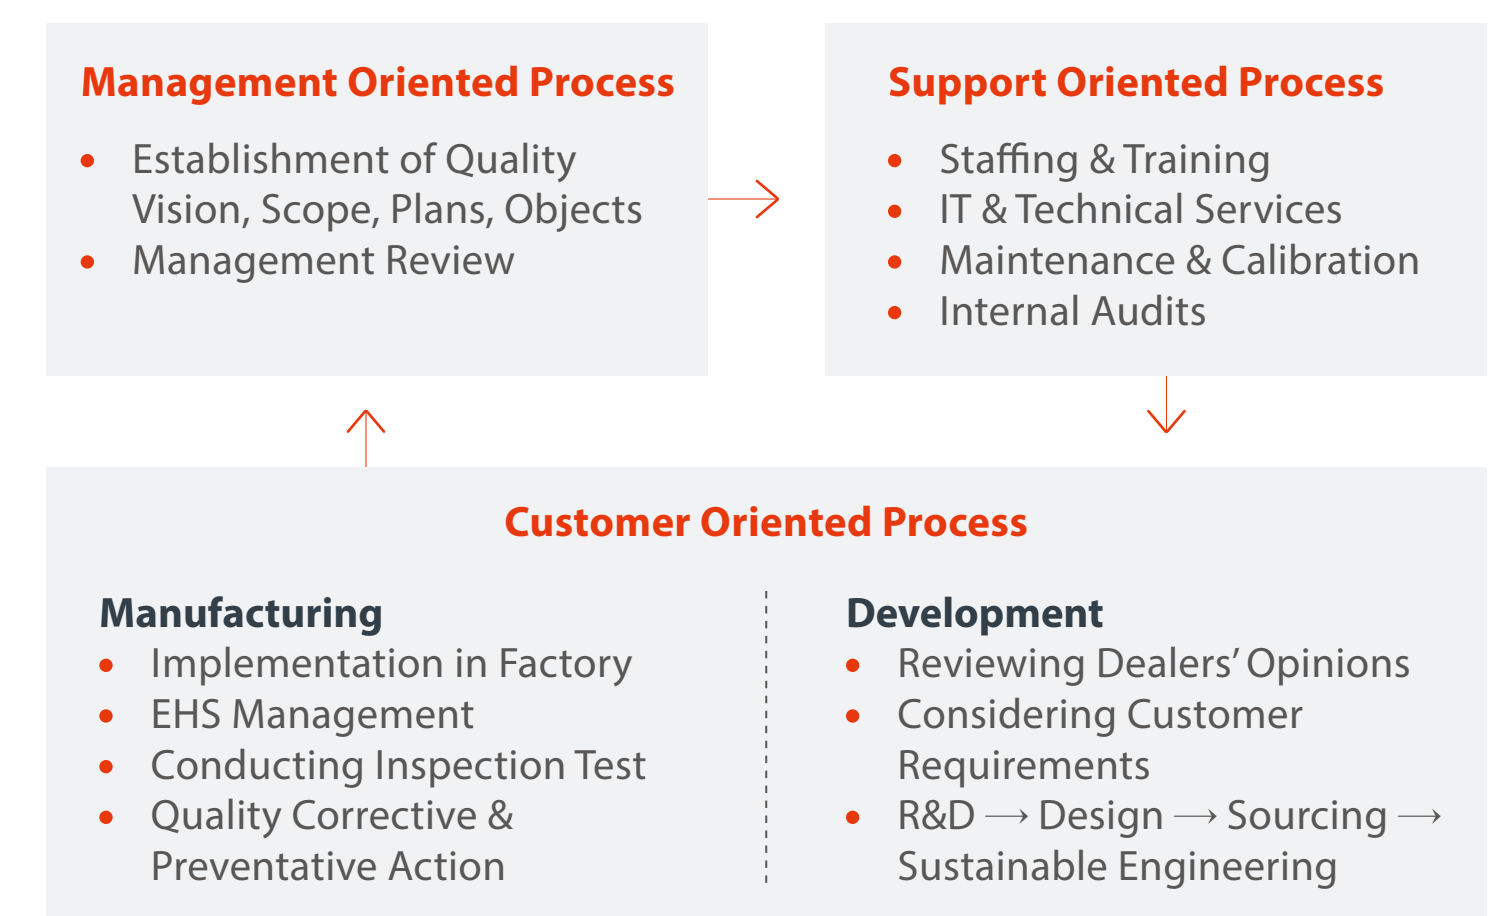 Management Oriented Process
• Establishment of Quality
Vision, Scope, Plans, Objects
• Management Review
Support Oriented Process
• Staffing & Training
• IT & Technical Services
• Maintenance & Calibration
• Internal Audits
Customer Oriented Process
Manufacturing
• Implementation in Factory
• EHS Management
• Conducting Inspection Test
• Quality Corrective &
Preventative Action
Development
• Reviewing Dealers’ Opinions
• Considering Customer
Requirements
• R&D → Design → Sourcing →
Sustainable Engineering